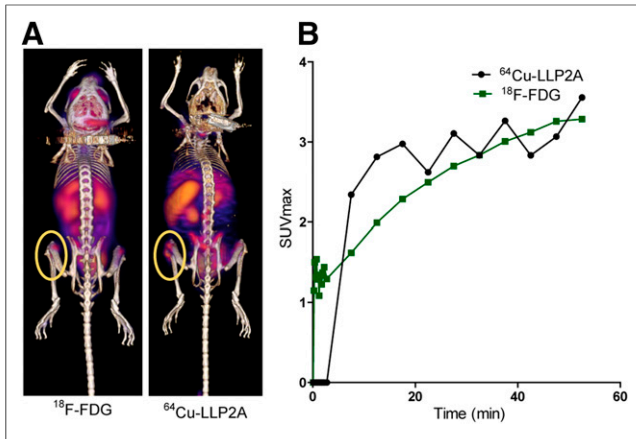 A
B
¹⁸F-FDG
⁶⁴Cu-LLP2A
⁶⁴Cu-LLP2A
¹⁸F-FDG
SUVmax
4
3
2
1
0
0
20
40
60
Time (min)